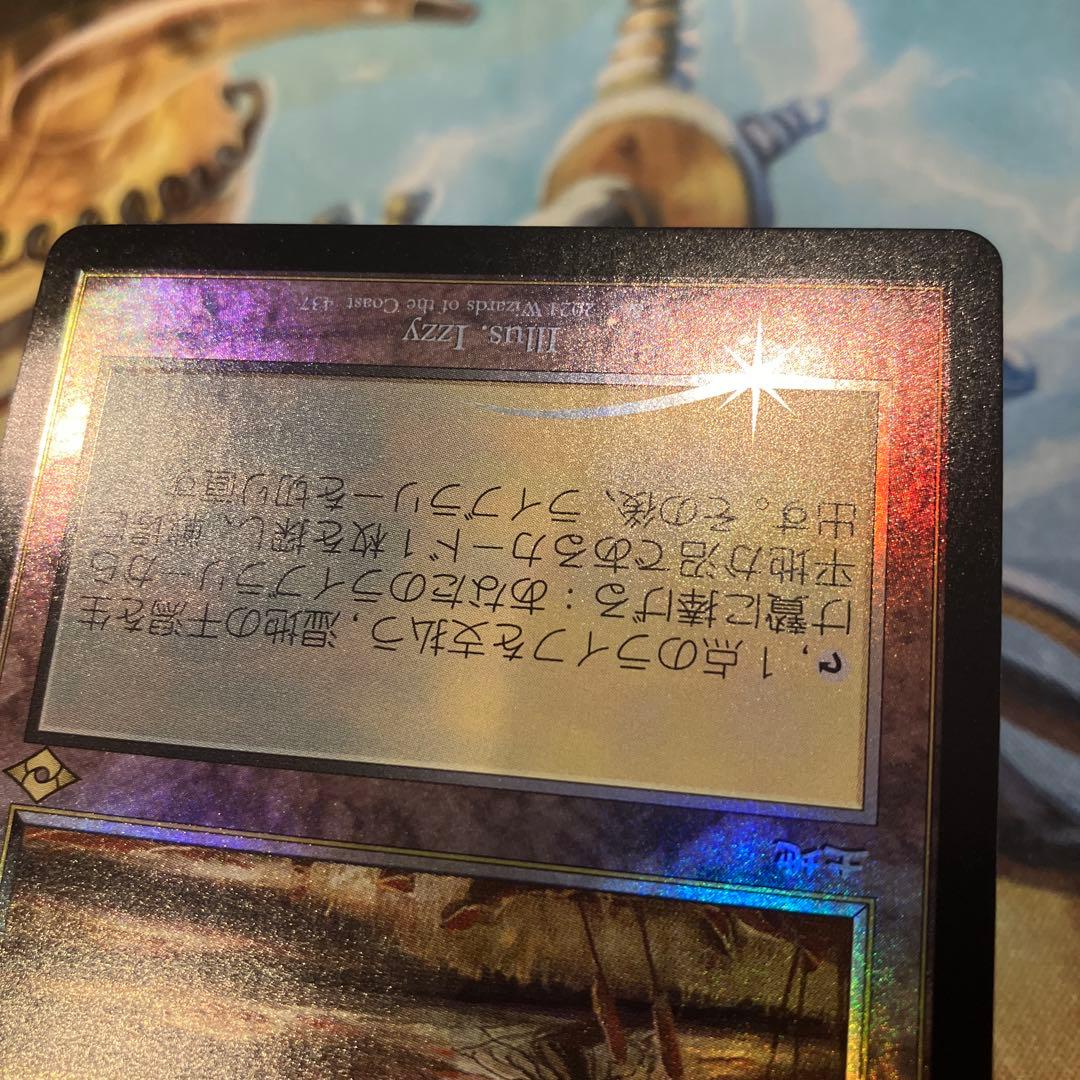 土地
, 1点のライフを支払う, 湿地の干潟を生
け贄に捧げる：あなたのライブラリーから
平地か沼であるカード1枚を探し、戦場に
出す。その後、ライブラリーを切り直す
Illus. Izzy
2021 Wizards of the Coast 437